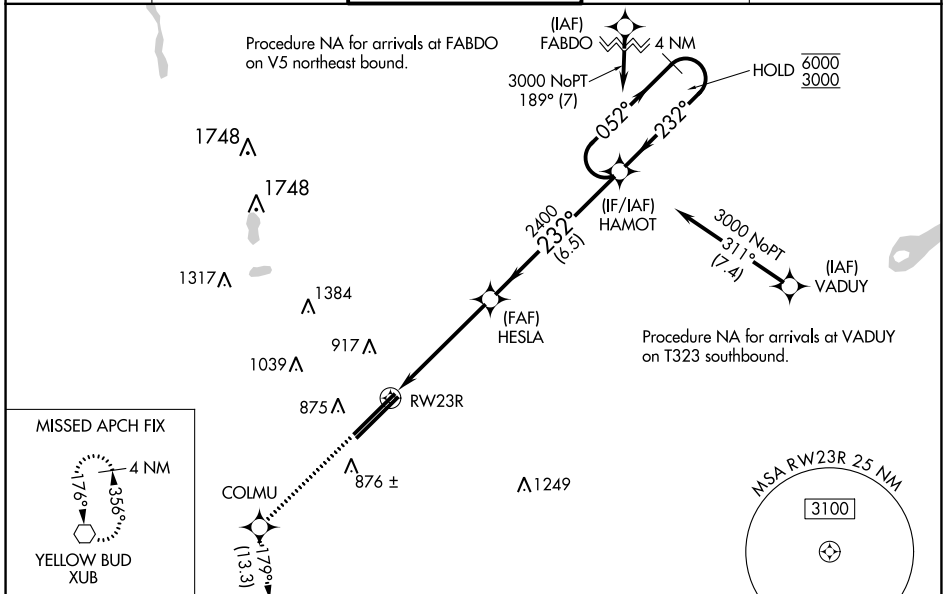 Procedure NA for arrivals at FABDO
on V5 northeast bound.
(IAF)
FABDO
4 NM
3000 NoPT
189° (7)
HOLD 6000
3000
052°
232°
1748
1748
(IF/IAF)
HAMOT
2400
232°
(6.5)
3000 NoPT
311°
(7.4)
(IAF)
VADUY
1317
1384
(FAF)
HESLA
Procedure NA for arrivals at VADUY
on T323 southbound.
917
1039
875
RW23R
MISSED APCH FIX
4 NM
176°
356°
YELLOW BUD
XUB
876 ±
1249
COLMU
179°
(13.3)
MSA RW23R 25 NM
3100